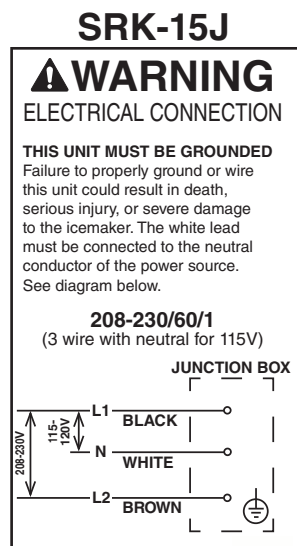 SRK-15J
WARNING
ELECTRICAL CONNECTION
THIS UNIT MUST BE GROUNDED
Failure to properly ground or wire
this unit could result in death,
serious injury, or severe damage
to the icemaker. The white lead
must be connected to the neutral
conductor of the power source.
See diagram below.
208-230/60/1
(3 wire with neutral for 115V)
JUNCTION BOX
L1
BLACK
115-
120V
208-230V
N
WHITE
L2
BROWN